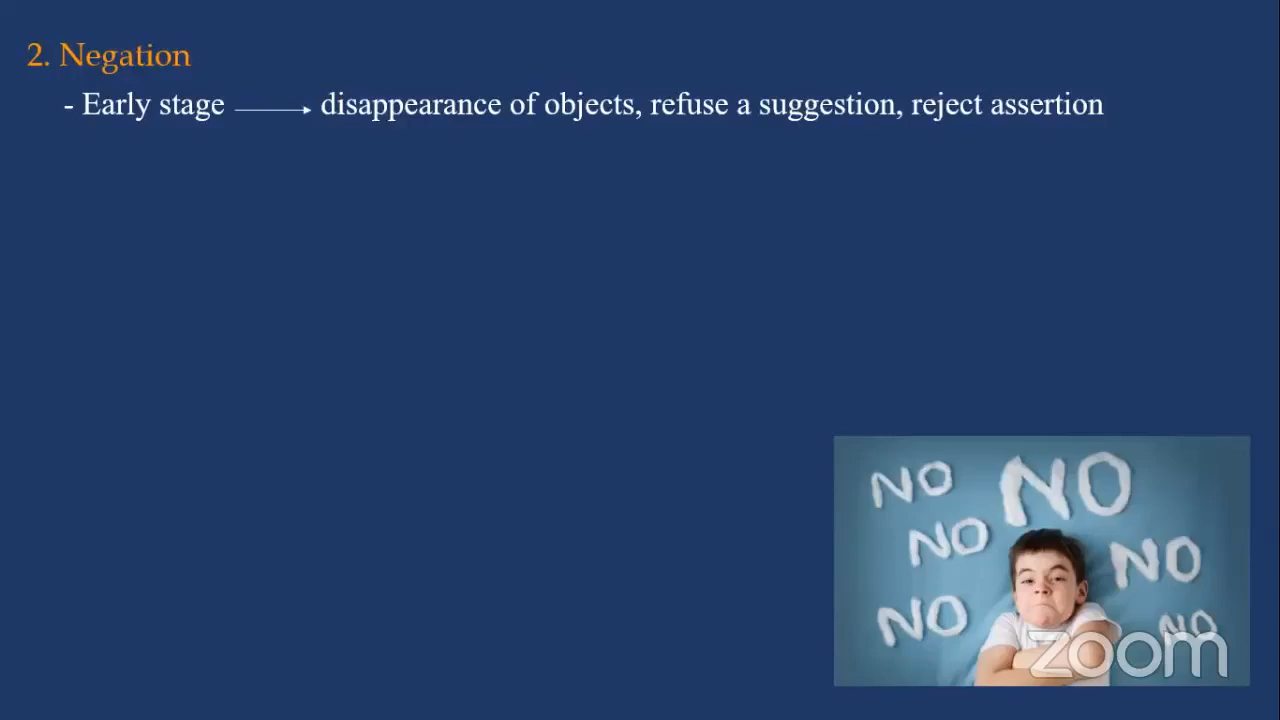 2. Negation
- Early stage → disappearance of objects, refuse a suggestion, reject assertion
NO NO
NO NO
NO NO
zoom